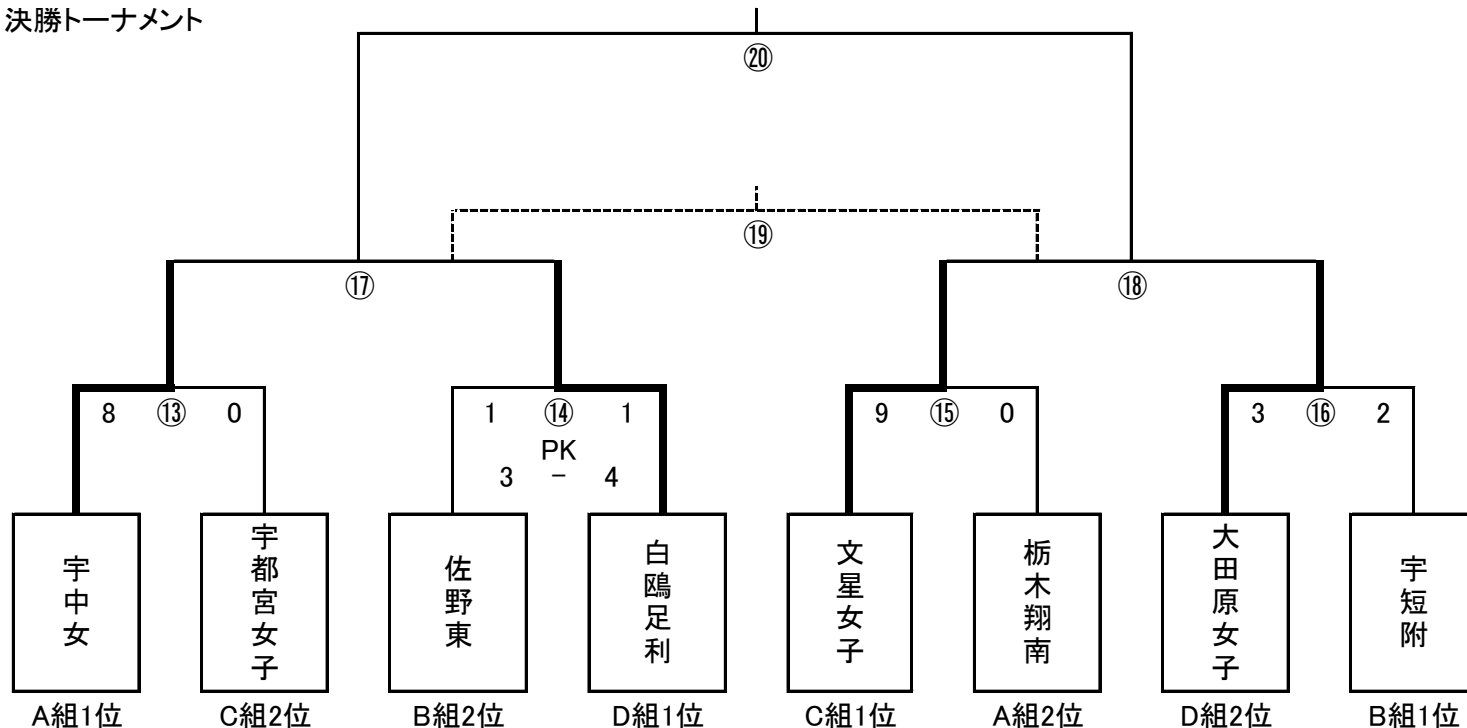 決勝トーナメント
⑳
⑲
⑰ ⑱
8 ⑬ 0 1 ⑭ 1 9 ⑮ 0 3 ⑯ 2
PK
3 － 4
宇中女
宇都宮女子
佐野東
白鴎足利
文星女子
栃木翔南
大田原女子
宇短附
A組1位 C組2位 B組2位 D組1位 C組1位 A組2位 D組2位 B組1位